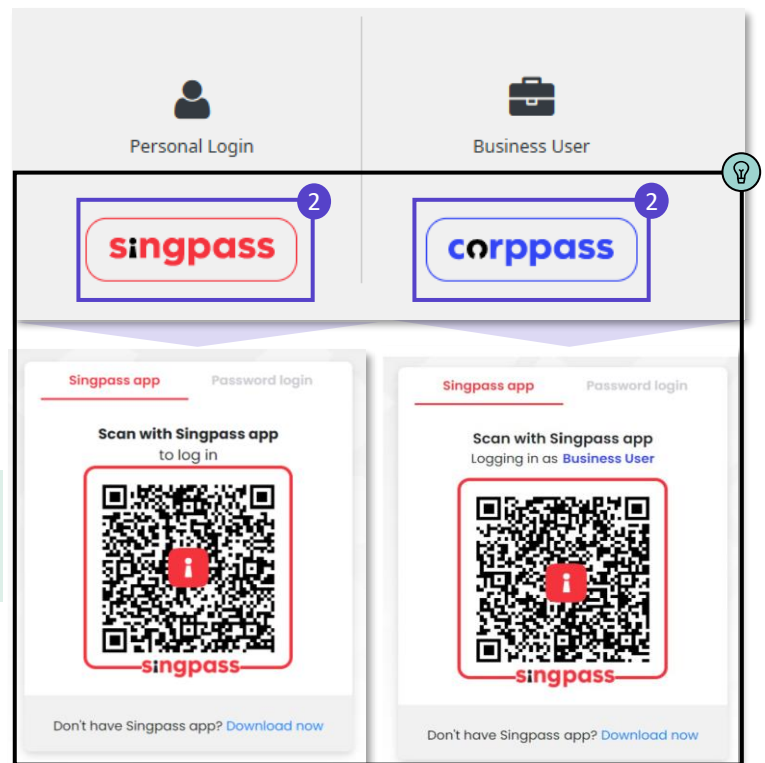 Personal Login
Business User
2
2
singpass
corppass
Singpass app
Password login
Scan with Singpass app
to log in
singpass
Don't have Singpass app? Download now
Singpass app
Password login
Scan with Singpass app
Logging in as Business User
singpass
Don't have Singpass app? Download now